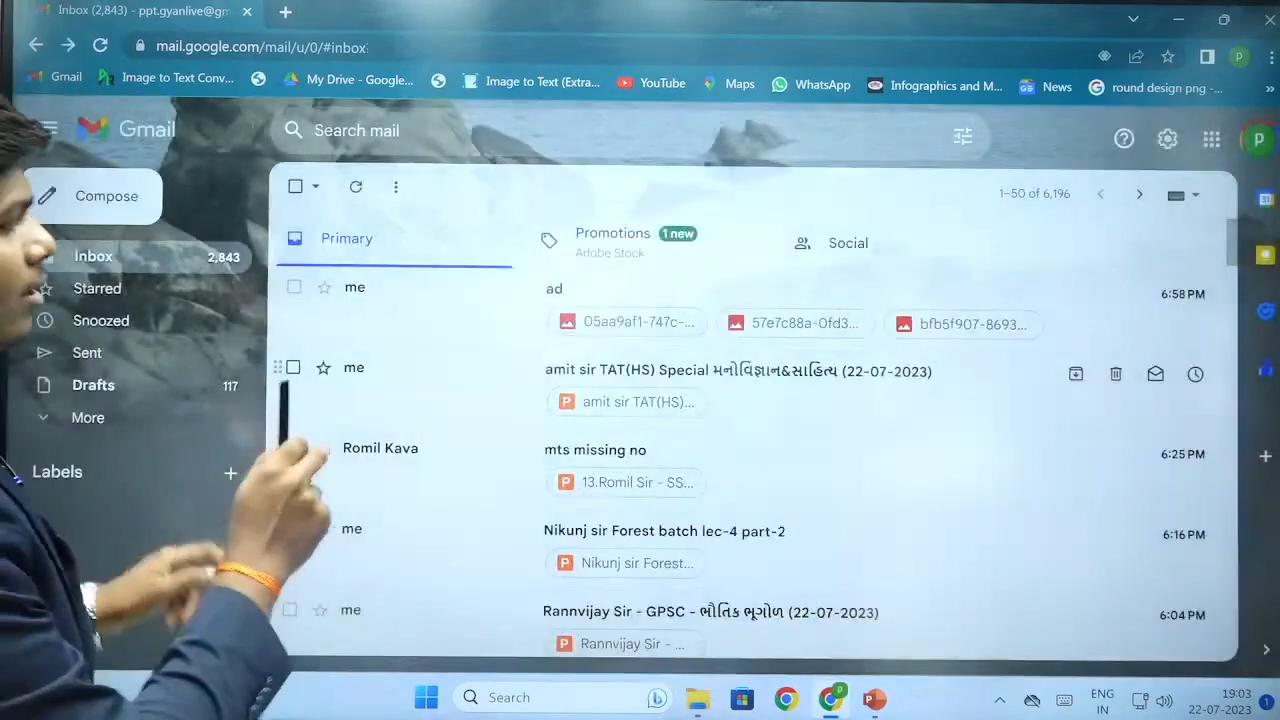 Inbox (2,843) - ppt.gyanlive@gm
mail.google.com/mail/u/0/#inbox
Gmail
Image to Text Conv...
My Drive - Google...
Image to Text (Extra...
YouTube
Maps
WhatsApp
Infographics and M...
News
round design png -...
Gmail
Search mail
P
Compose
1–50 of 6,196
Inbox 2,843
Primary
Promotions 1 new
Adobe Stock
Social
Starred
Snoozed
Sent
Drafts 117
More
Labels
me ad 6:58 PM
05aa9af1-747c-...
57e7c88a-0fd3...
bfb5f907-8693...
me amit sir TAT(HS) Special મનોવિજ્ઞાન&સાહિત્ય (22-07-2023)
P amit sir TAT(HS)...
Romil Kava mts missing no 6:25 PM
P 13.Romil Sir - SS...
me Nikunj sir Forest batch lec-4 part-2 6:16 PM
P Nikunj sir Forest...
me Rannvijay Sir - GPSC - ભૌતિક ભૂગોળ (22-07-2023) 6:04 PM
P Rannvijay Sir - ...
Search
ENG
IN
19:03
22-07-2023